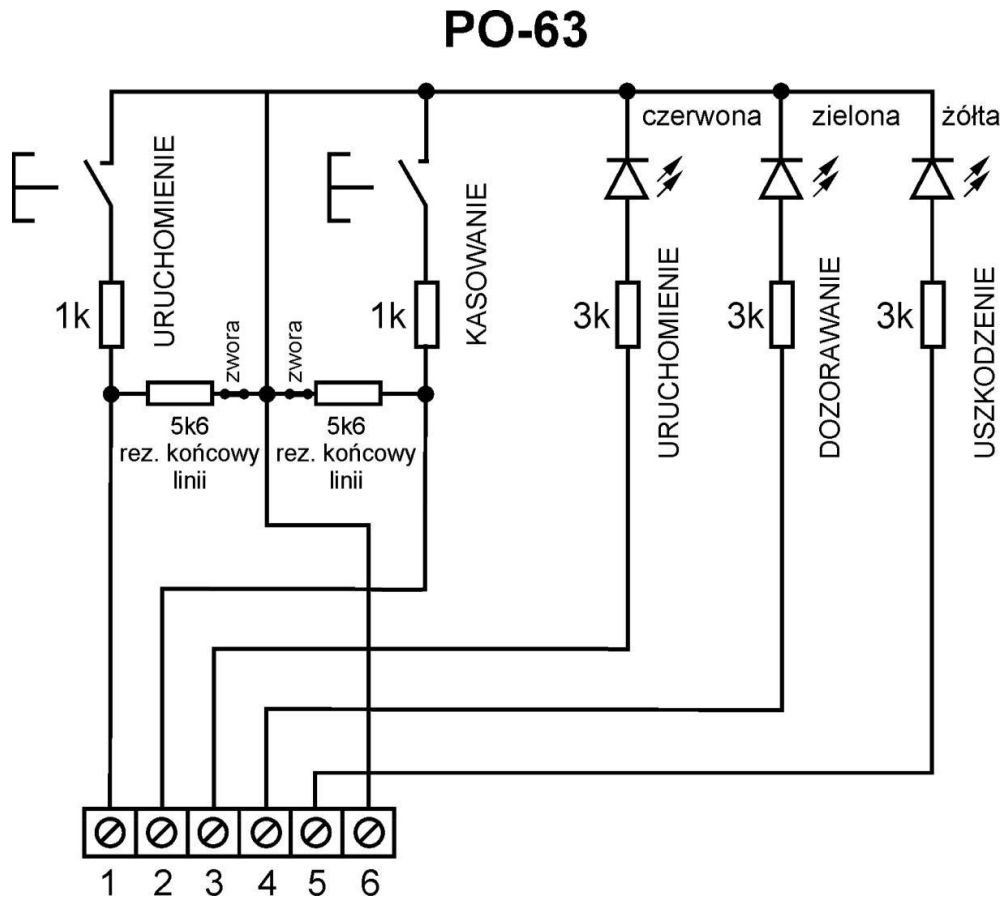 PO-63
czerwona
zielona
żółta
URUCHOMIENIE
KASOWANIE
URUCHOMIENIE
DOZORAWANIE
USZKODZENIE
1k
1k
3k
3k
3k
zwora
zwora
5k6
rez. końcowy
linii
5k6
rez. końcowy
linii
1 2 3 4 5 6